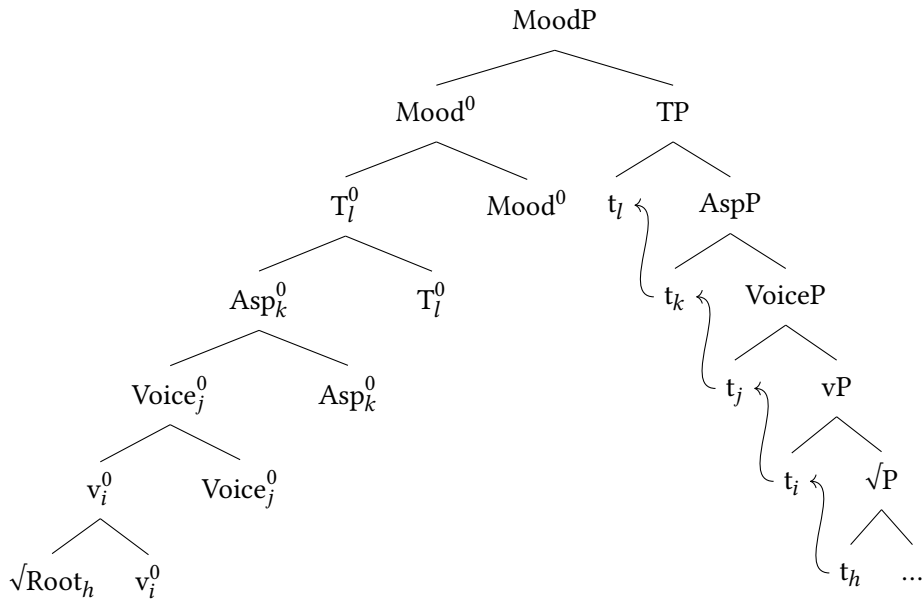 MoodP
Mood⁰ TP
T⁰ₗ Mood⁰ tₗ AspP
Asp⁰ₖ T⁰ₗ tₖ VoiceP
Voice⁰ⱼ Asp⁰ₖ tⱼ vP
v⁰ᵢ Voice⁰ⱼ tᵢ √P
√Rootₕ v⁰ᵢ tₕ ...